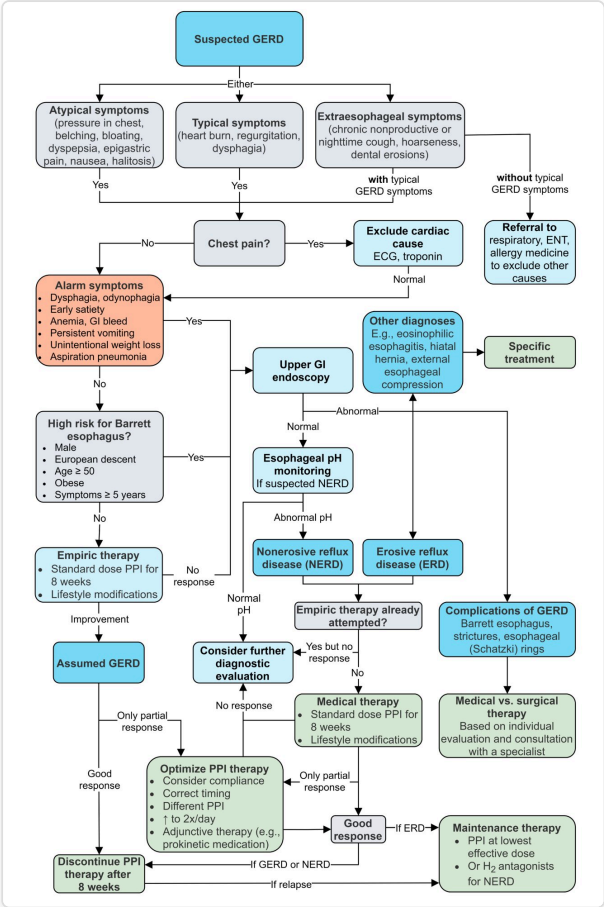 Suspected GERD
Either
Atypical symptoms
(pressure in chest,
belching, bloating,
dyspepsia, epigastric
pain, nausea, halitosis)
Typical symptoms
(heart burn, regurgitation,
dysphagia)
Extraesophageal symptoms
(chronic nonproductive or
nighttime cough, hoarseness,
dental erosions)
Yes
Yes
with typical
GERD symptoms
without typical
GERD symptoms
Chest pain?
No
Yes
Exclude cardiac
cause
ECG, troponin
Referral to
respiratory, ENT,
allergy medicine
to exclude other
causes
Normal
Alarm symptoms
• Dysphagia, odynophagia
• Early satiety
• Anemia, GI bleed
• Persistent vomiting
• Unintentional weight loss
• Aspiration pneumonia
Yes
Other diagnoses
E.g., eosinophilic
esophagitis, hiatal
hernia, external
esophageal
compression
Specific
treatment
Upper GI
endoscopy
No
Abnormal
Normal
High risk for Barrett
esophagus?
• Male
• European descent
• Age ≥ 50
• Obese
• Symptoms ≥ 5 years
Yes
Esophageal pH
monitoring
If suspected NERD
No
Abnormal pH
Empiric therapy
• Standard dose PPI for
8 weeks
• Lifestyle modifications
No
response
Nonerosive reflux
disease (NERD)
Erosive reflux
disease (ERD)
Normal
pH
Empiric therapy already
attempted?
Complications of GERD
Barrett esophagus,
strictures, esophageal
(Schatzki) rings
Improvement
Assumed GERD
Consider further
diagnostic
evaluation
Yes but no
response
No
No response
Medical therapy
• Standard dose PPI for
8 weeks
• Lifestyle modifications
Medical vs. surgical
therapy
Based on individual
evaluation and consultation
with a specialist
Only partial
response
Good
response
Optimize PPI therapy
• Consider compliance
• Correct timing
• Different PPI
• ↑ to 2x/day
• Adjunctive therapy (e.g.,
prokinetic medication)
Only partial
response
Good
response
If ERD
Maintenance therapy
• PPI at lowest
effective dose
• Or H2 antagonists
for NERD
Discontinue PPI
therapy after
8 weeks
If GERD or NERD
If relapse